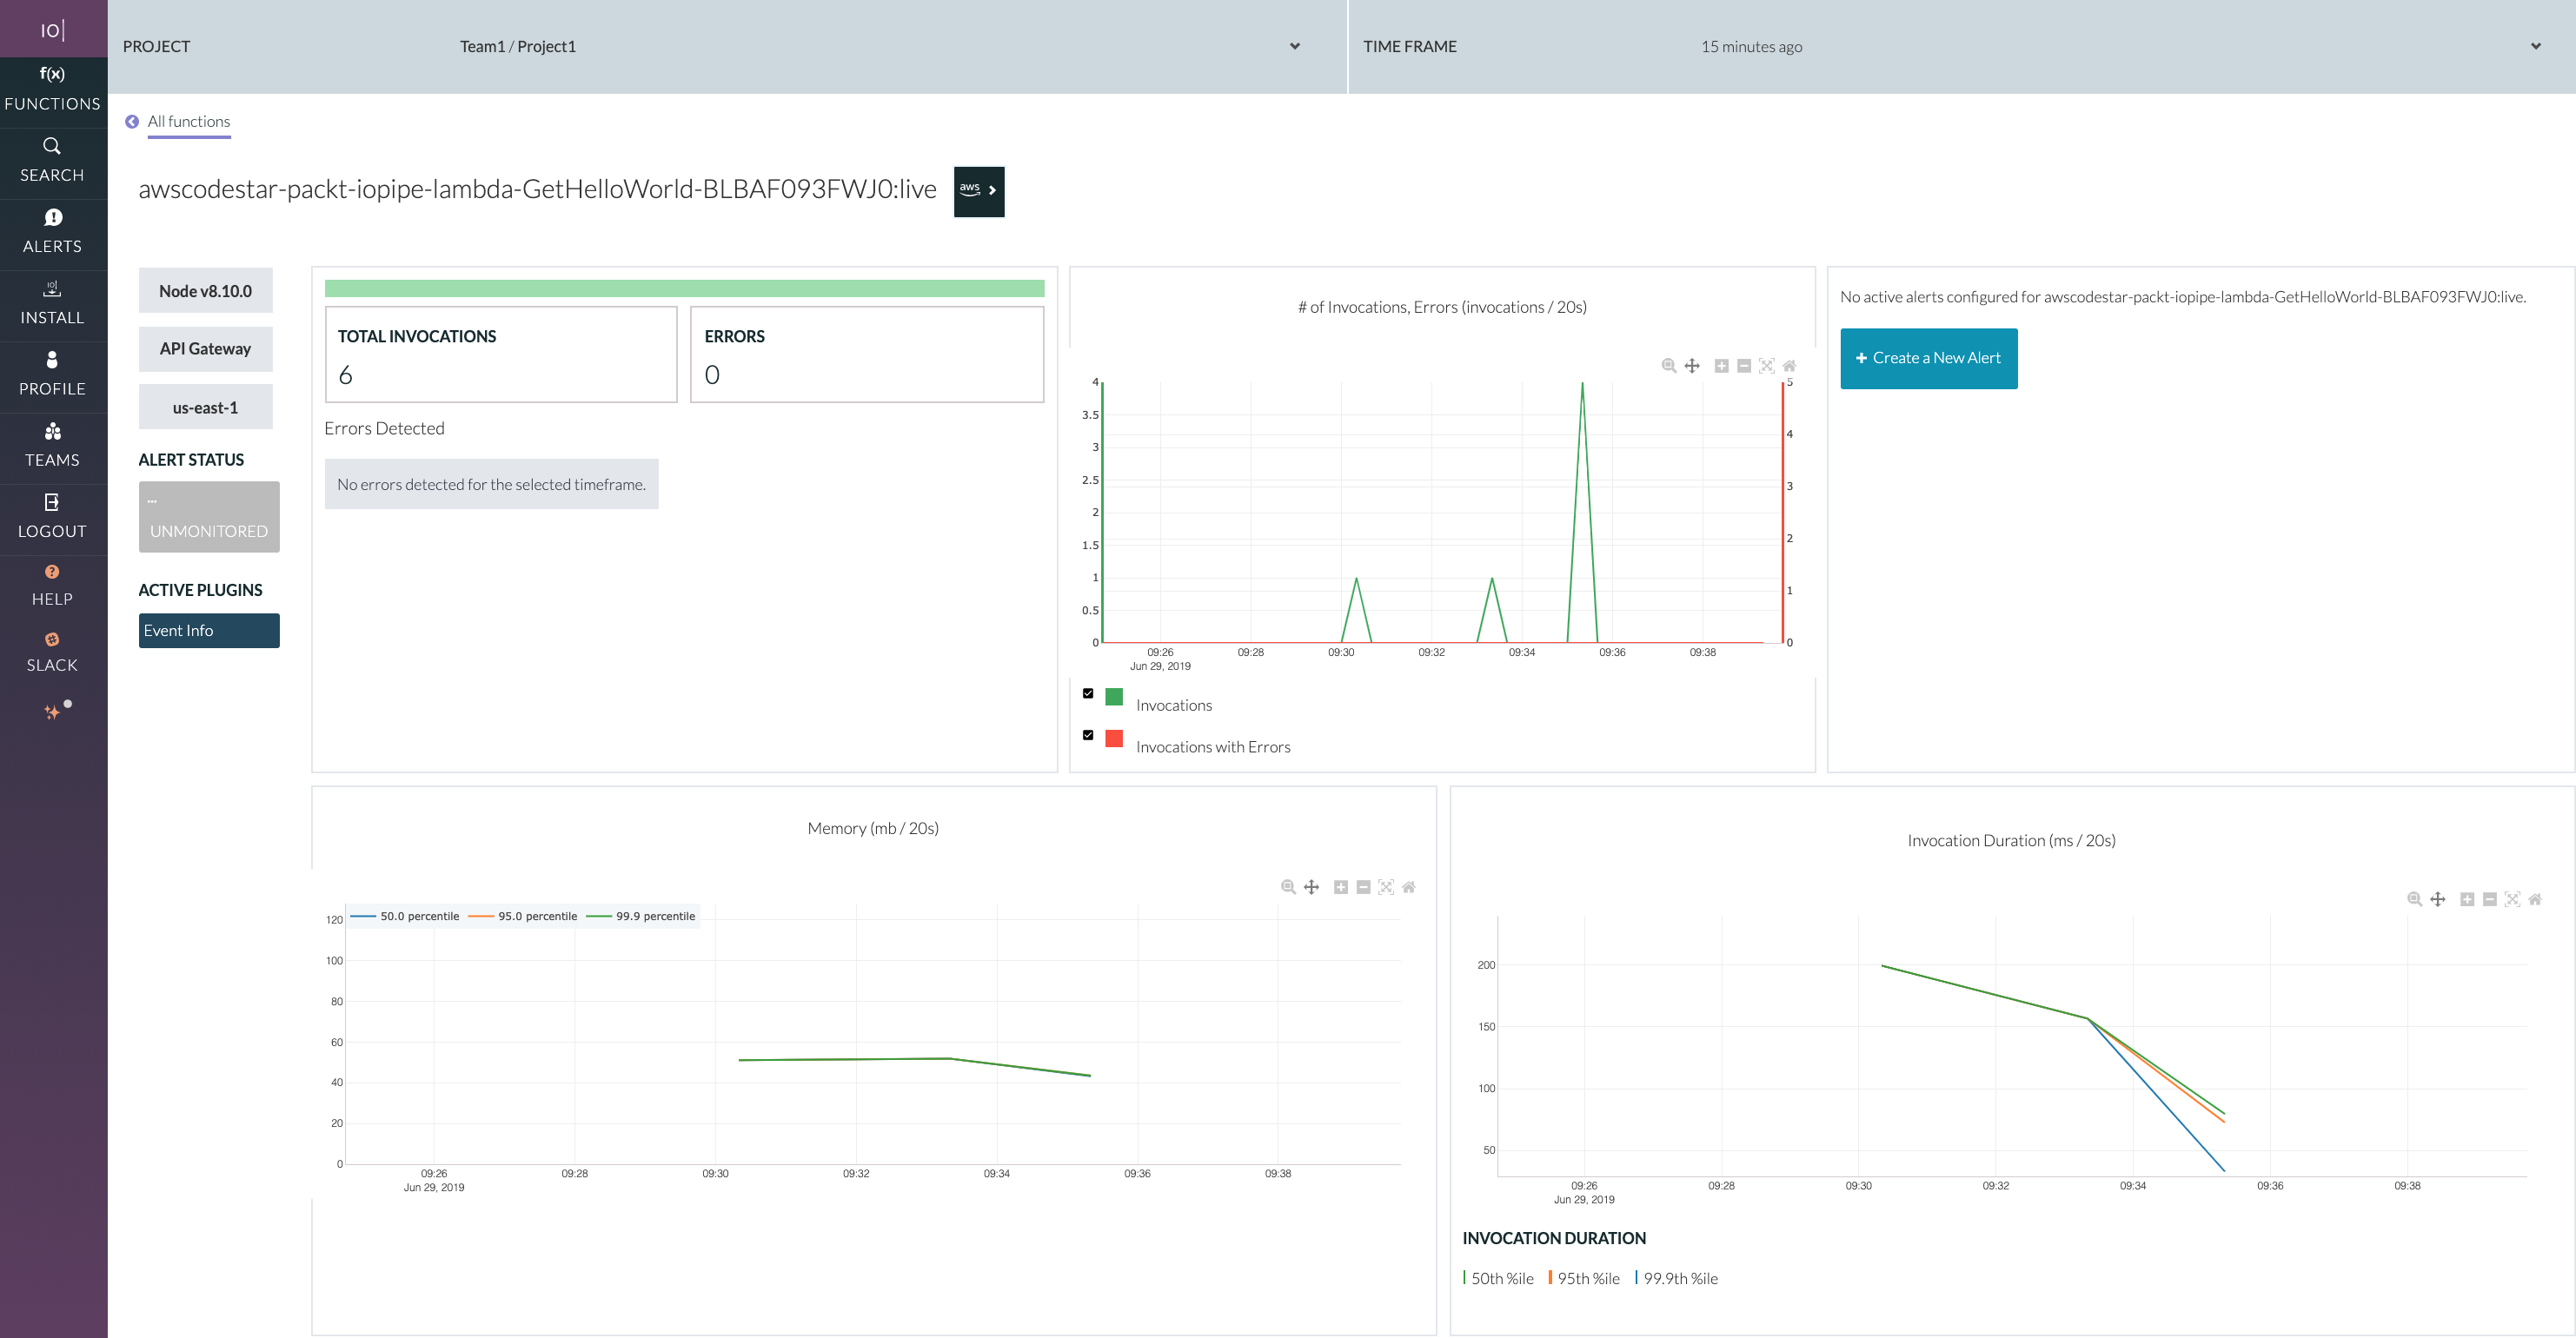 IO|
PROJECT
Team1 / Project1
TIME FRAME
15 minutes ago
f(x)
FUNCTIONS
SEARCH
ALERTS
INSTALL
PROFILE
TEAMS
LOGOUT
HELP
SLACK
All functions
awscodestar-packt-iopipe-lambda-GetHelloWorld-BLBAF093FWJ0:live
aws
Node v8.10.0
API Gateway
us-east-1
ALERT STATUS
...
UNMONITORED
ACTIVE PLUGINS
Event Info
TOTAL INVOCATIONS
6
ERRORS
0
Errors Detected
No errors detected for the selected timeframe.
# of Invocations, Errors (invocations / 20s)
4
3.5
3
2.5
2
1.5
1
0.5
0
5
4
3
2
1
0
09:26 09:28 09:30 09:32 09:34 09:36 09:38
Jun 29, 2019
Invocations
Invocations with Errors
No active alerts configured for awscodestar-packt-iopipe-lambda-GetHelloWorld-BLBAF093FWJ0:live.
+ Create a New Alert
Memory (mb / 20s)
50.0 percentile 95.0 percentile 99.9 percentile
120
100
80
60
40
20
0
09:26 09:28 09:30 09:32 09:34 09:36 09:38
Jun 29, 2019
Invocation Duration (ms / 20s)
200
150
100
50
09:26 09:28 09:30 09:32 09:34 09:36 09:38
Jun 29, 2019
INVOCATION DURATION
50th %ile 95th %ile 99.9th %ile